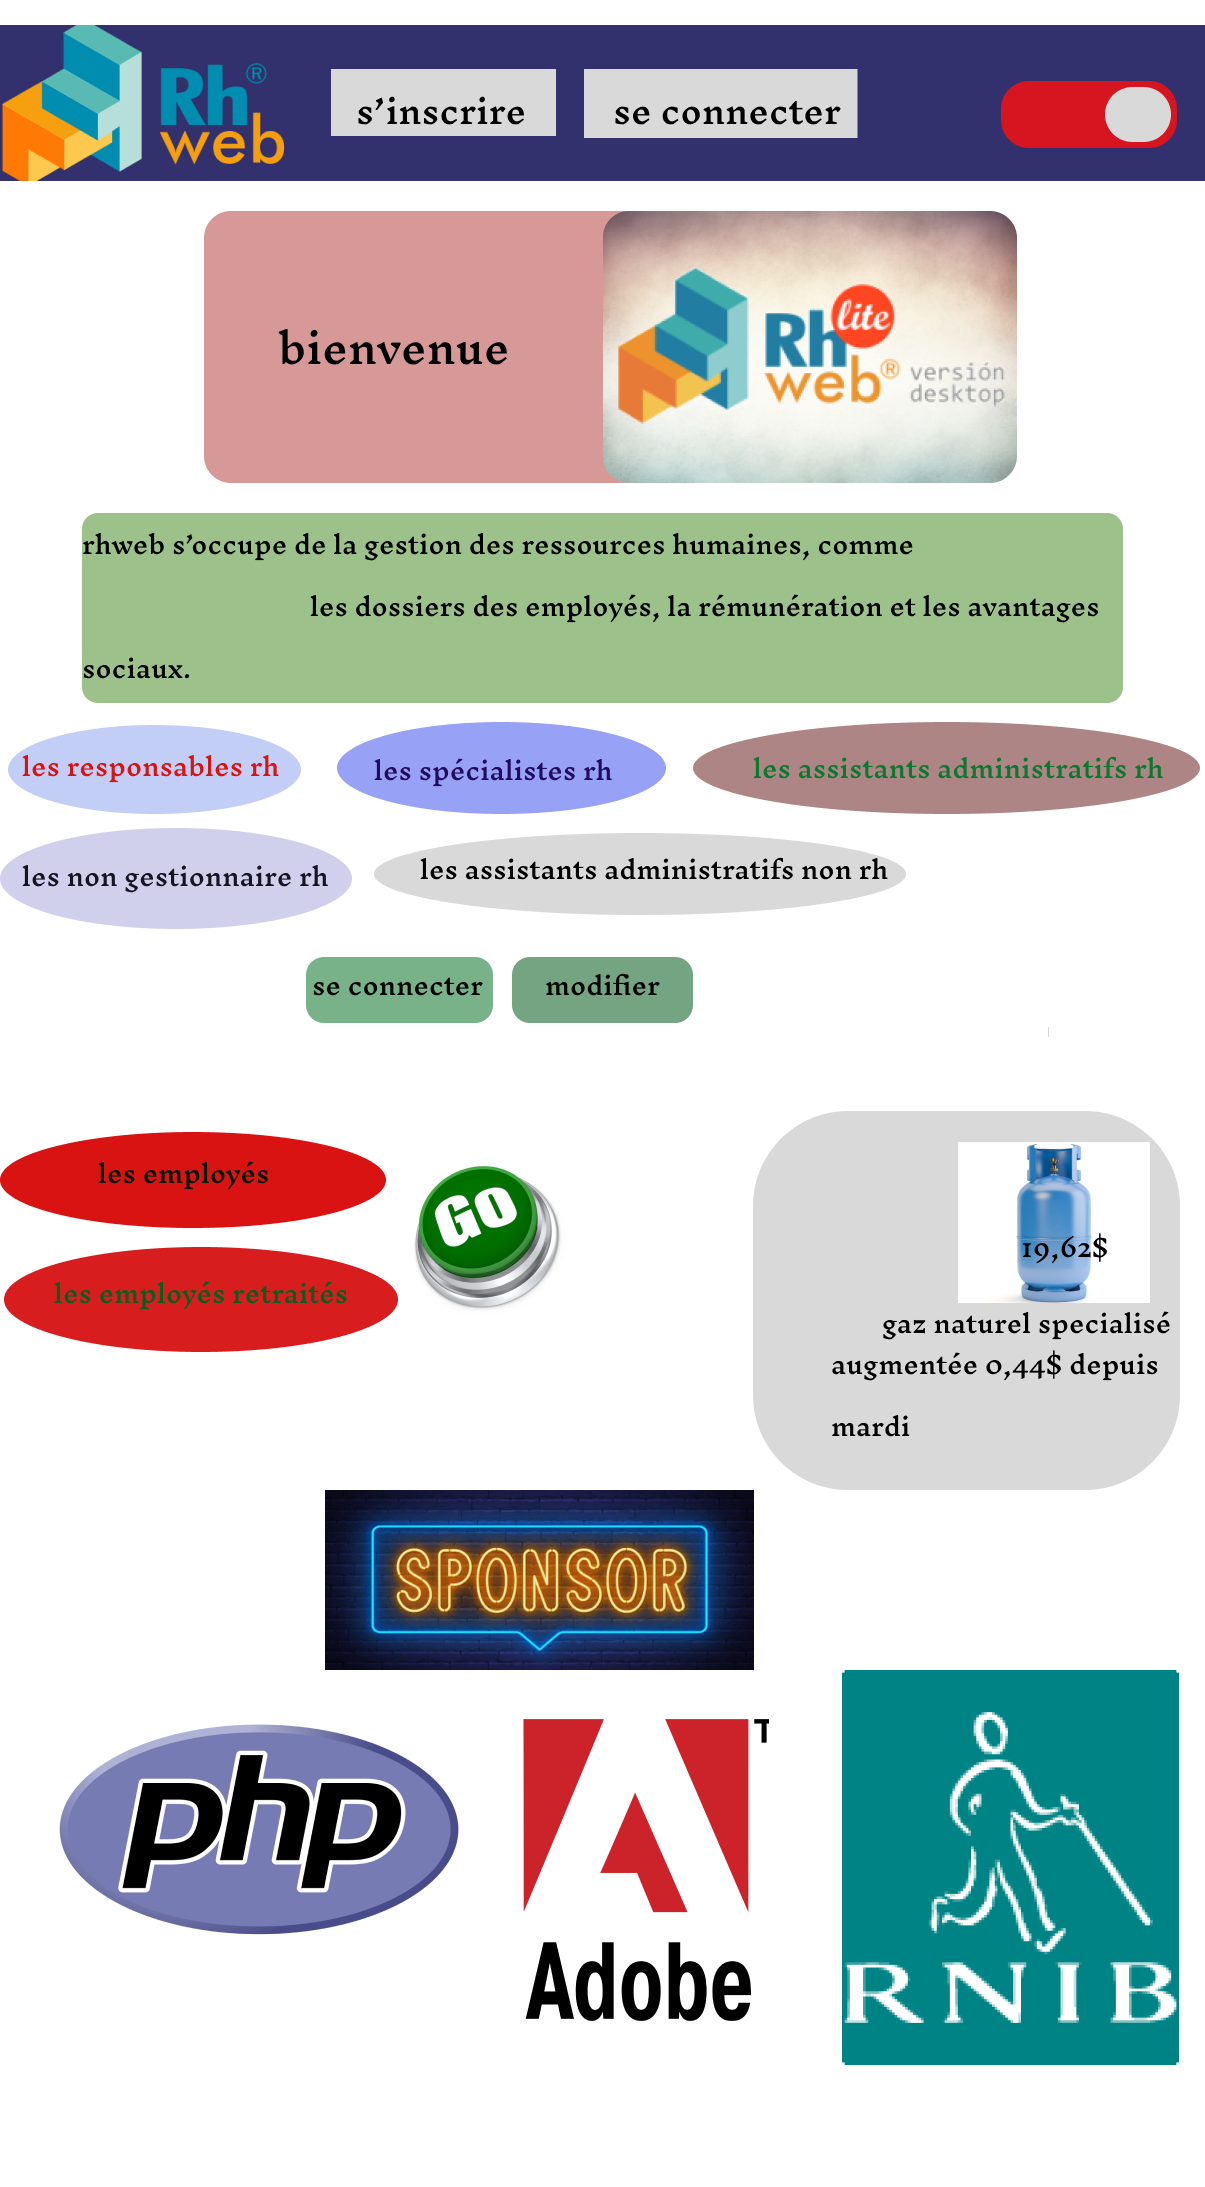 Rh®
web
s’inscrire
se connecter
bienvenue
Rh lite
web® versión
desktop
rhweb s’occupe de la gestion des ressources humaines, comme
les dossiers des employés, la rémunération et les avantages
sociaux.
les responsables rh
les spécialistes rh
les assistants administratifs rh
les non gestionnaire rh
les assistants administratifs non rh
se connecter
modifier
les employés
GO
les employés retraités
19,62$
gaz naturel specialisé
augmentée 0,44$ depuis
mardi
SPONSOR
php
T
Adobe
RNIB